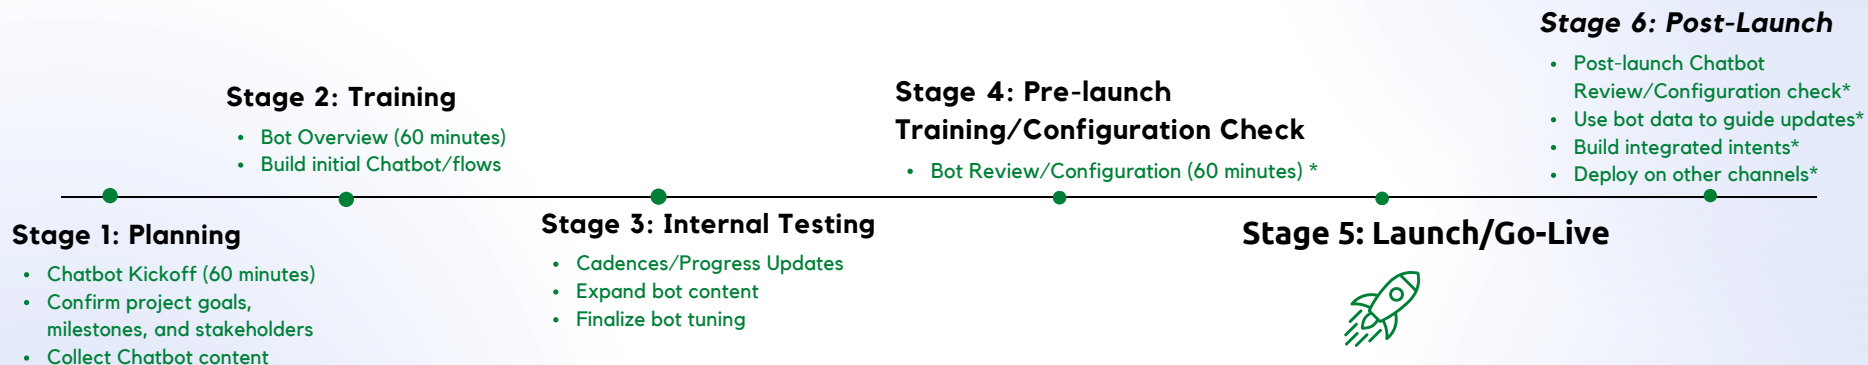 Stage 1: Planning
• Chatbot Kickoff (60 minutes)
• Confirm project goals,
milestones, and stakeholders
• Collect Chatbot content
Stage 2: Training
• Bot Overview (60 minutes)
• Build initial Chatbot/flows
Stage 3: Internal Testing
• Cadences/Progress Updates
• Expand bot content
• Finalize bot tuning
Stage 4: Pre-launch
Training/Configuration Check
• Bot Review/Configuration (60 minutes) *
Stage 5: Launch/Go-Live
Stage 6: Post-Launch
• Post-launch Chatbot
Review/Configuration check*
• Use bot data to guide updates*
• Build integrated intents*
• Deploy on other channels*